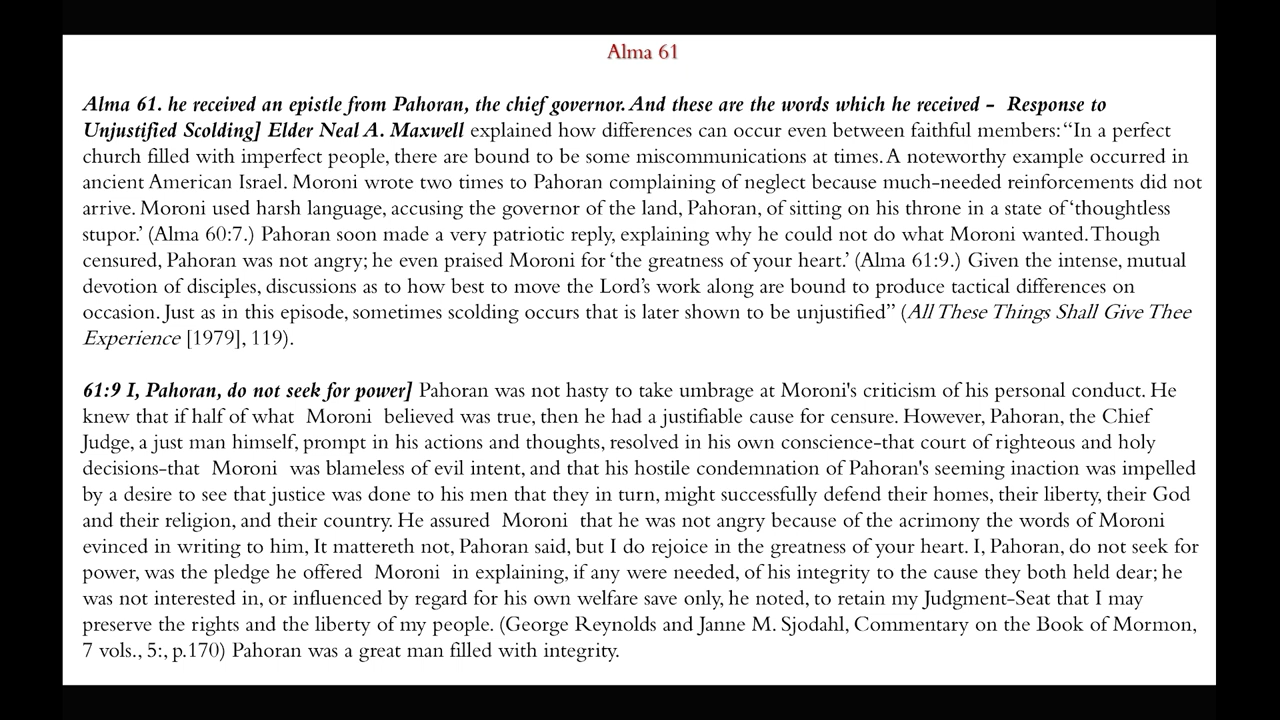 Alma 61
Alma 61. he received an epistle from Pahoran, the chief governor. And these are the words which he received - Response to
Unjustified Scolding] Elder Neal A. Maxwell explained how differences can occur even between faithful members: “In a perfect
church filled with imperfect people, there are bound to be some miscommunications at times. A noteworthy example occurred in
ancient American Israel. Moroni wrote two times to Pahoran complaining of neglect because much-needed reinforcements did not
arrive. Moroni used harsh language, accusing the governor of the land, Pahoran, of sitting on his throne in a state of ‘thoughtless
stupor.’ (Alma 60:7.) Pahoran soon made a very patriotic reply, explaining why he could not do what Moroni wanted. Though
censured, Pahoran was not angry; he even praised Moroni for ‘the greatness of your heart.’ (Alma 61:9.) Given the intense, mutual
devotion of disciples, discussions as to how best to move the Lord’s work along are bound to produce tactical differences on
occasion. Just as in this episode, sometimes scolding occurs that is later shown to be unjustified” (All These Things Shall Give Thee
Experience [1979], 119).
61:9 I, Pahoran, do not seek for power] Pahoran was not hasty to take umbrage at Moroni's criticism of his personal conduct. He
knew that if half of what Moroni believed was true, then he had a justifiable cause for censure. However, Pahoran, the Chief
Judge, a just man himself, prompt in his actions and thoughts, resolved in his own conscience-that court of righteous and holy
decisions-that Moroni was blameless of evil intent, and that his hostile condemnation of Pahoran's seeming inaction was impelled
by a desire to see that justice was done to his men that they in turn, might successfully defend their homes, their liberty, their God
and their religion, and their country. He assured Moroni that he was not angry because of the acrimony the words of Moroni
evinced in writing to him, It mattereth not, Pahoran said, but I do rejoice in the greatness of your heart. I, Pahoran, do not seek for
power, was the pledge he offered Moroni in explaining, if any were needed, of his integrity to the cause they both held dear; he
was not interested in, or influenced by regard for his own welfare save only, he noted, to retain my Judgment-Seat that I may
preserve the rights and the liberty of my people. (George Reynolds and Janne M. Sjodahl, Commentary on the Book of Mormon,
7 vols., 5:, p.170) Pahoran was a great man filled with integrity.